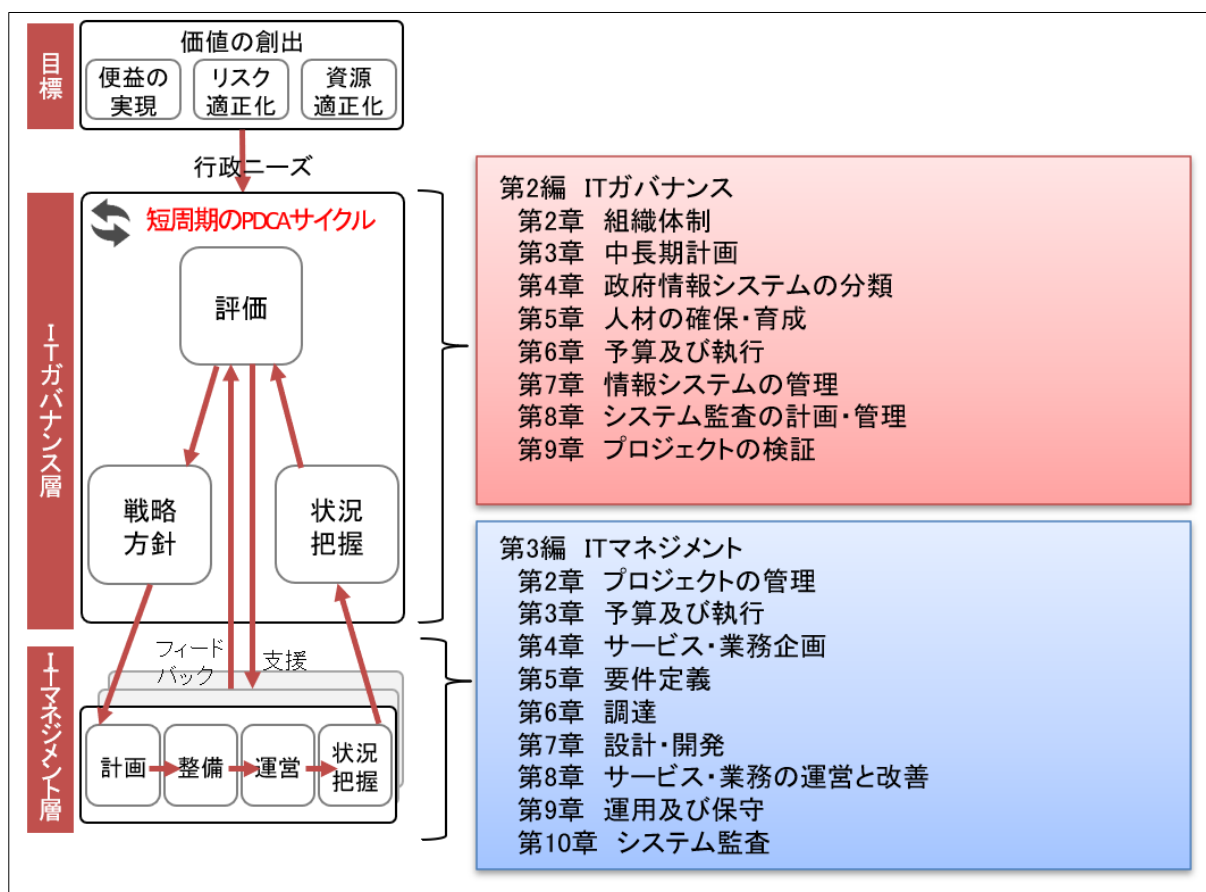 目標
価値の創出
便益の
実現
リスク
適正化
資源
適正化
行政ニーズ
ITガバナンス層
短周期のPDCAサイクル
評価
戦略
方針
状況
把握
ITマネジメント層
フィード
バック
支援
計画
整備
運営
状況
把握
第2編 ITガバナンス
第2章 組織体制
第3章 中長期計画
第4章 政府情報システムの分類
第5章 人材の確保・育成
第6章 予算及び執行
第7章 情報システムの管理
第8章 システム監査の計画・管理
第9章 プロジェクトの検証
第3編 ITマネジメント
第2章 プロジェクトの管理
第3章 予算及び執行
第4章 サービス・業務企画
第5章 要件定義
第6章 調達
第7章 設計・開発
第8章 サービス・業務の運営と改善
第9章 運用及び保守
第10章 システム監査